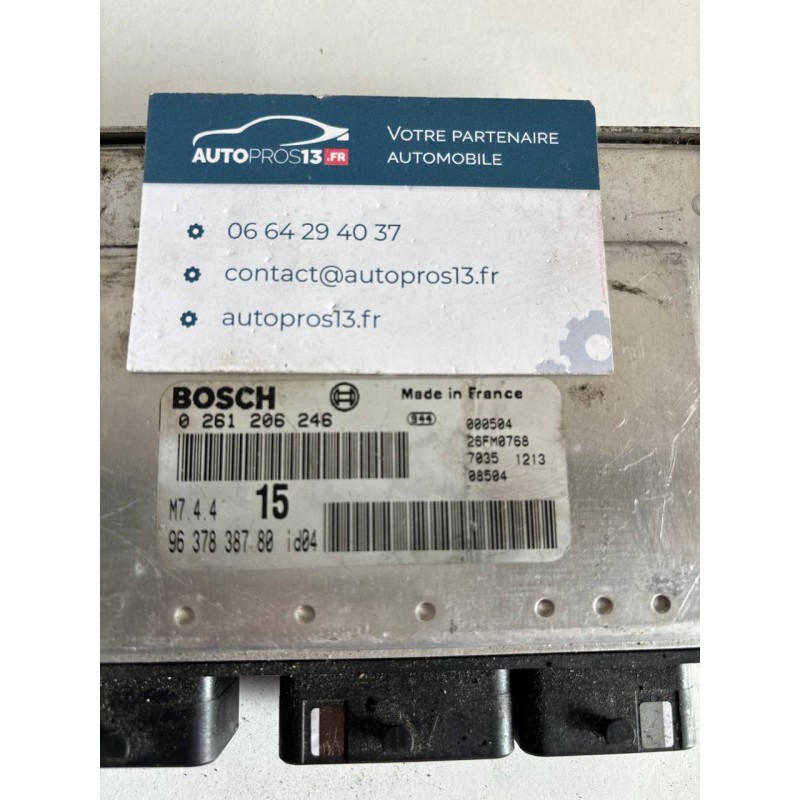 AUTOPROS13.FR
VOTRE PARTENAIRE
AUTOMOBILE
06 64 29 40 37
contact@autopros13.fr
autopros13.fr
BOSCH
Made in France
0 261 206 246
S44
000504
26FM0768
7035 1213
08504
M7.4.4
15
96 378 387 80 id04